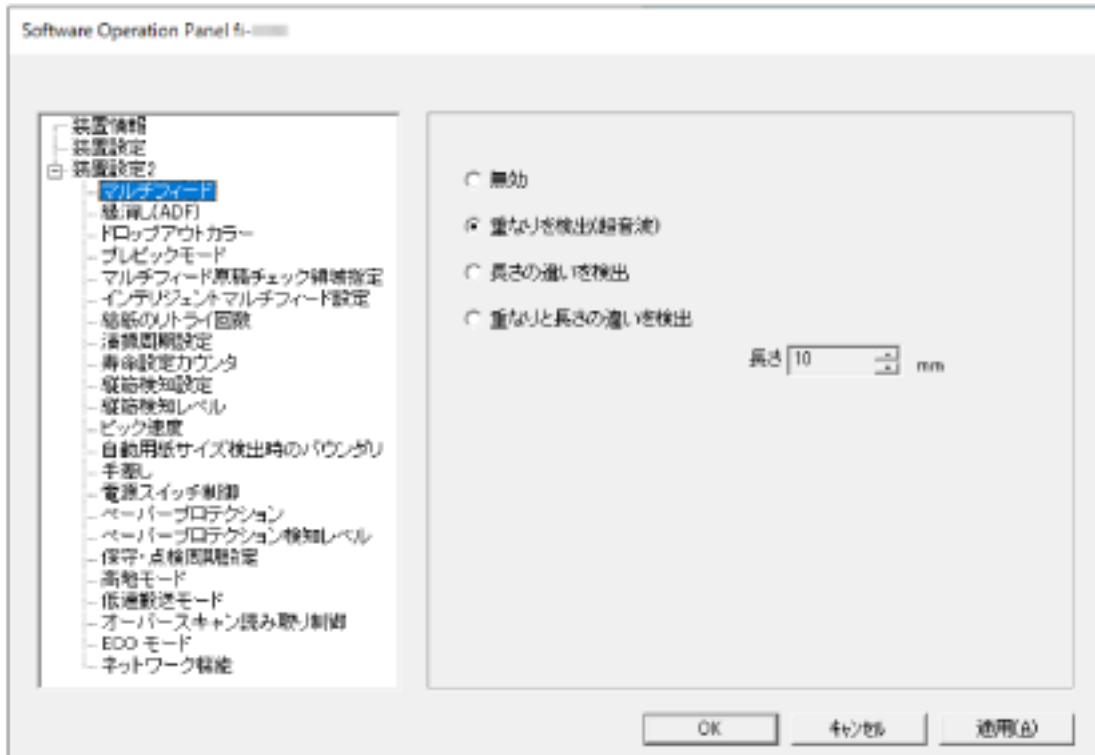 Software Operation Panel fi-
装置情報
装置設定
装置設定2
マルチフィード
縁消し(ADF)
ドロップアウトカラー
プレピックモード
マルチフィード原稿チェック領域指定
インテリジェントマルチフィード設定
給紙のリトライ回数
清掃周期設定
寿命設定カウンタ
縦筋検知設定
縦筋検知レベル
ピック速度
自動用紙サイズ検出時のバウンダリ
手差し
電源スイッチ制御
ペーパープロテクション
ペーパープロテクション検知レベル
保守・点検周期設定
高地モード
低速搬送モード
オーバースキャン読み取り制御
ECO モード
ネットワーク機能
無効
重なりを検出(超音波)
長さの違いを検出
重なりと長さの違いを検出
長さ 10 mm
OK キャンセル 適用(A)